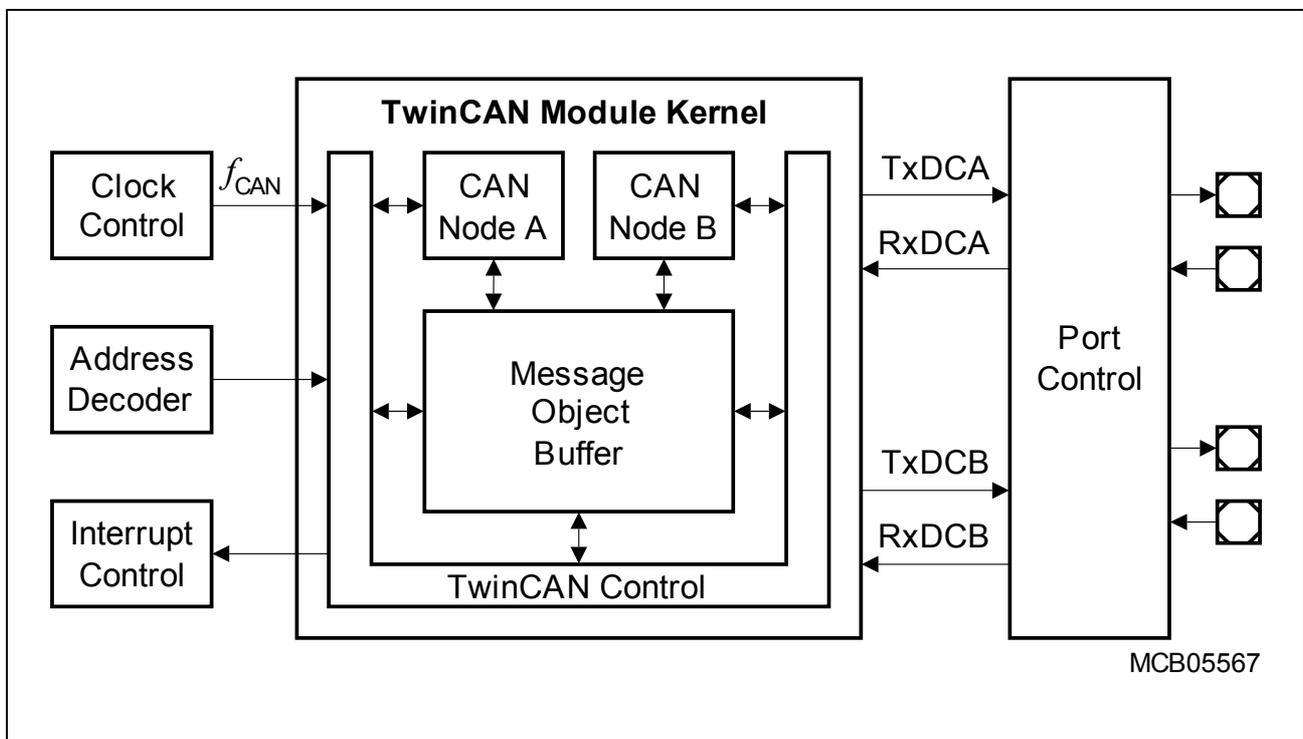 TwinCAN Module Kernel
Clock
Control
fCAN
CAN
Node A
CAN
Node B
TxDCA
RxDCA
Address
Decoder
Message
Object
Buffer
Port
Control
Interrupt
Control
TxDCB
RxDCB
TwinCAN Control
MCB05567